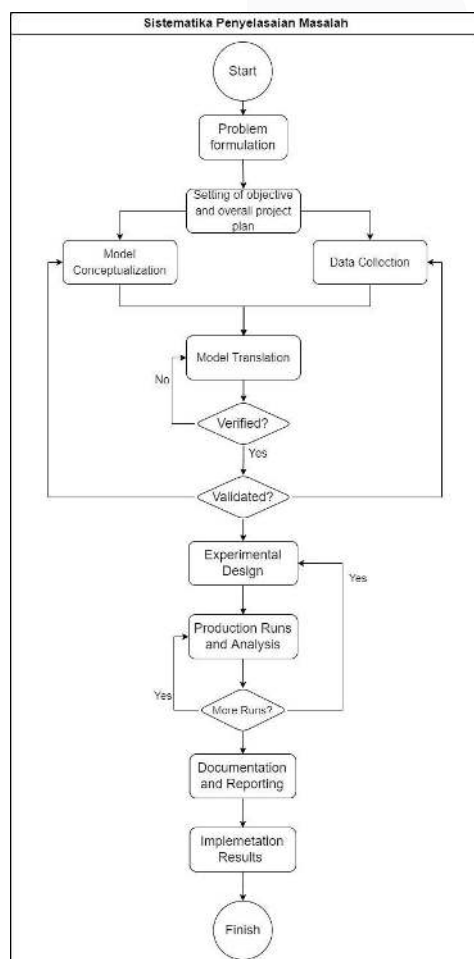 Sistematika Penyelasaian Masalah
Start
Problem
formulation
Setting of objective
and overall project
plan
Model
Conceptualization
Data Collection
Model Translation
No
Verified?
Yes
Validated?
Experimental
Design
Yes
Production Runs
and Analysis
Yes
More Runs?
Documentation
and Reporting
Implemetation
Results
Finish